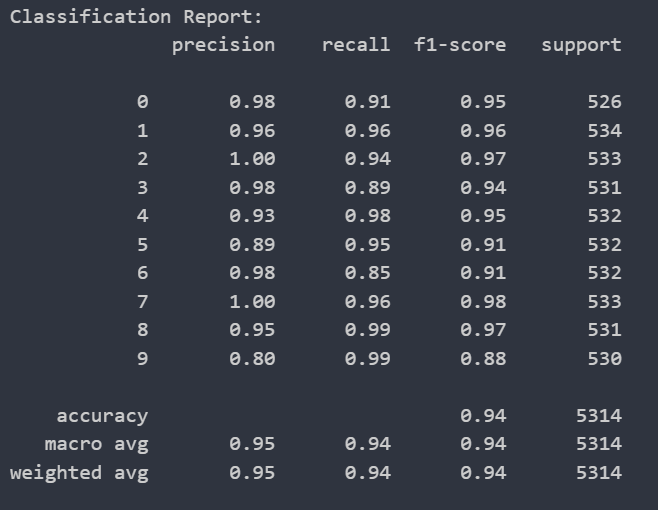 Classification Report:
precision recall f1-score support
0 0.98 0.91 0.95 526
1 0.96 0.96 0.96 534
2 1.00 0.94 0.97 533
3 0.98 0.89 0.94 531
4 0.93 0.98 0.95 532
5 0.89 0.95 0.91 532
6 0.98 0.85 0.91 532
7 1.00 0.96 0.98 533
8 0.95 0.99 0.97 531
9 0.80 0.99 0.88 530
accuracy 0.94 5314
macro avg 0.95 0.94 0.94 5314
weighted avg 0.95 0.94 0.94 5314